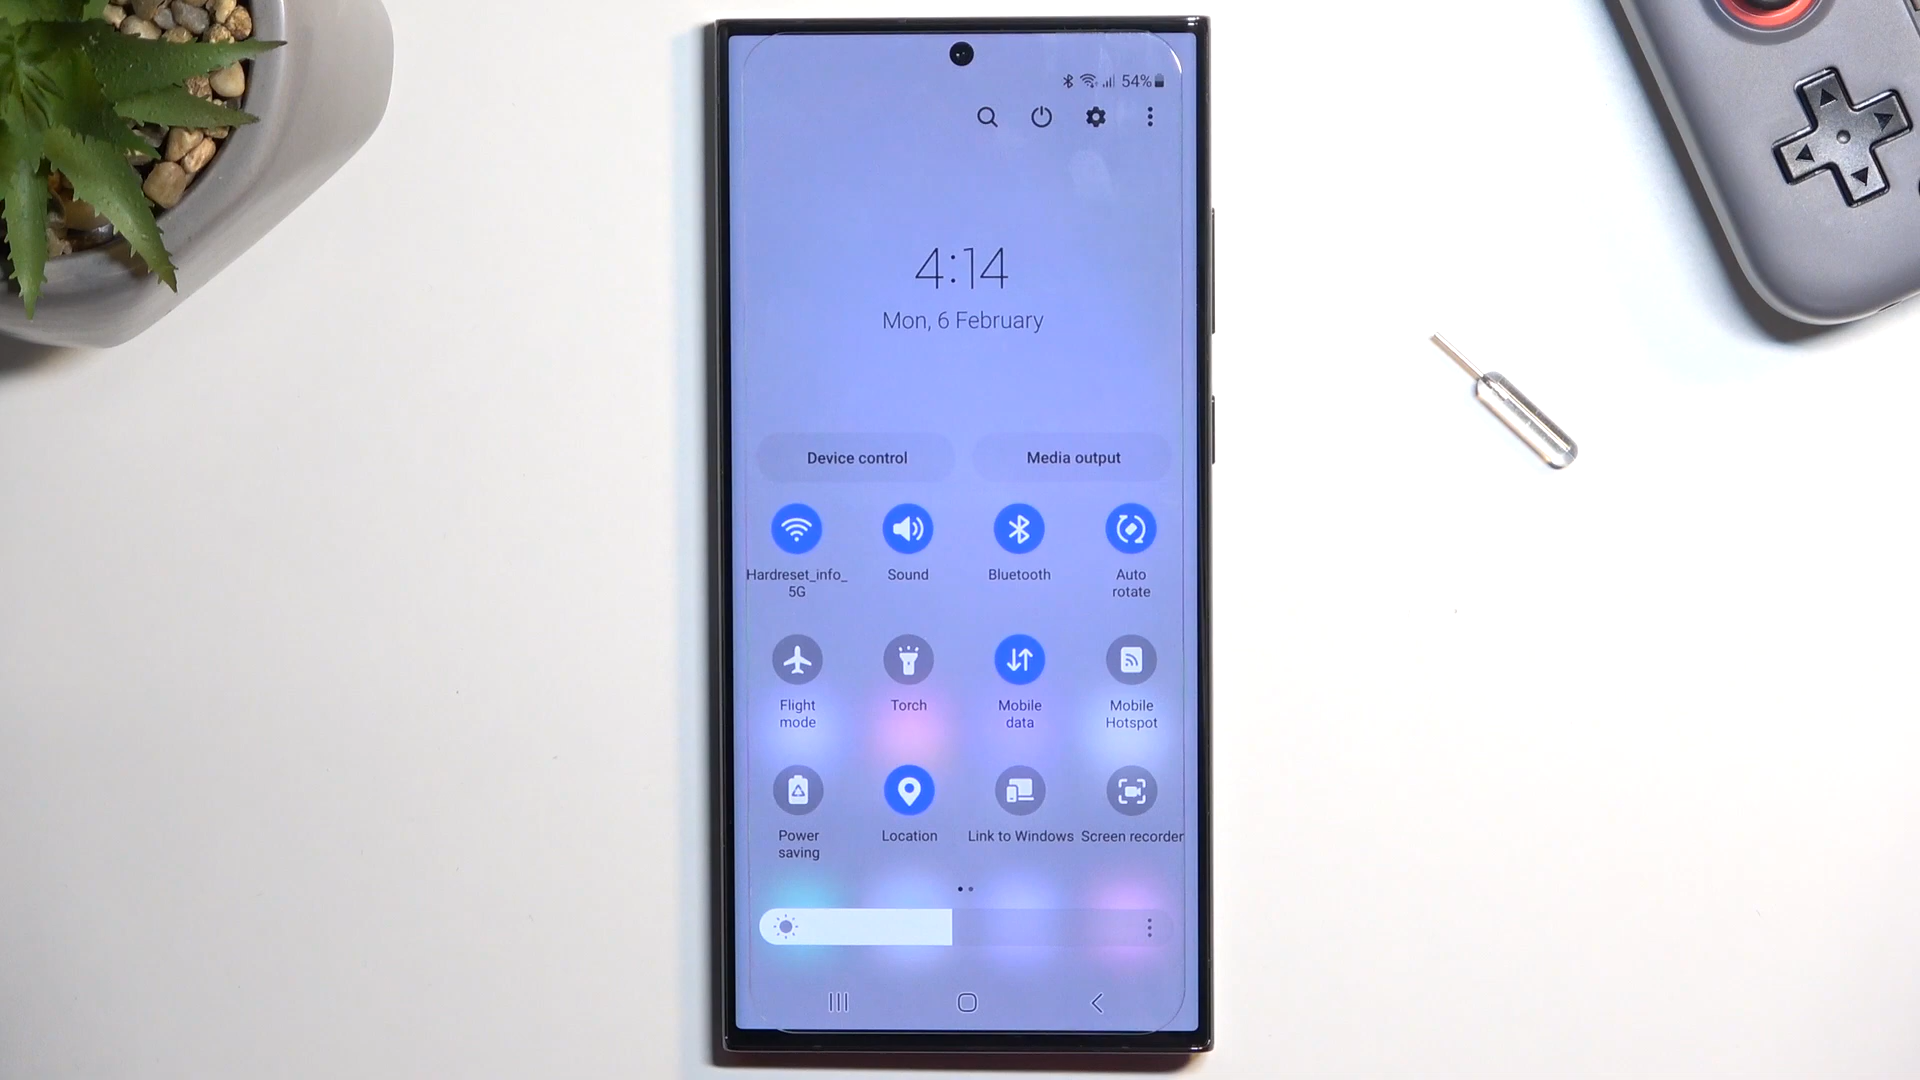 54%
4:14
Mon, 6 February
Device control
Media output
Hardreset_info_
5G
Sound
Bluetooth
Auto
rotate
Flight
mode
Torch
Mobile
data
Mobile
Hotspot
Power
saving
Location
Link to Windows
Screen recorder